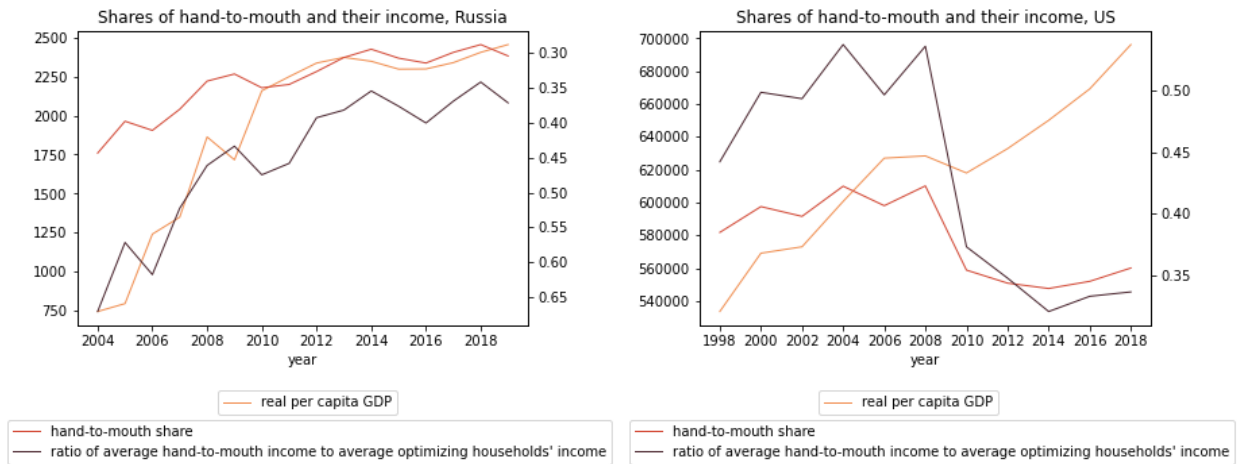 Shares of hand-to-mouth and their income, Russia
2500
2250
2000
1750
1500
1250
1000
750
0.30
0.35
0.40
0.45
0.50
0.55
0.60
0.65
2004 2006 2008 2010 2012 2014 2016 2018
year
real per capita GDP
hand-to-mouth share
ratio of average hand-to-mouth income to average optimizing households' income
Shares of hand-to-mouth and their income, US
700000
680000
660000
640000
620000
600000
580000
560000
540000
0.50
0.45
0.40
0.35
1998 2000 2002 2004 2006 2008 2010 2012 2014 2016 2018
year
real per capita GDP
hand-to-mouth share
ratio of average hand-to-mouth income to average optimizing households' income